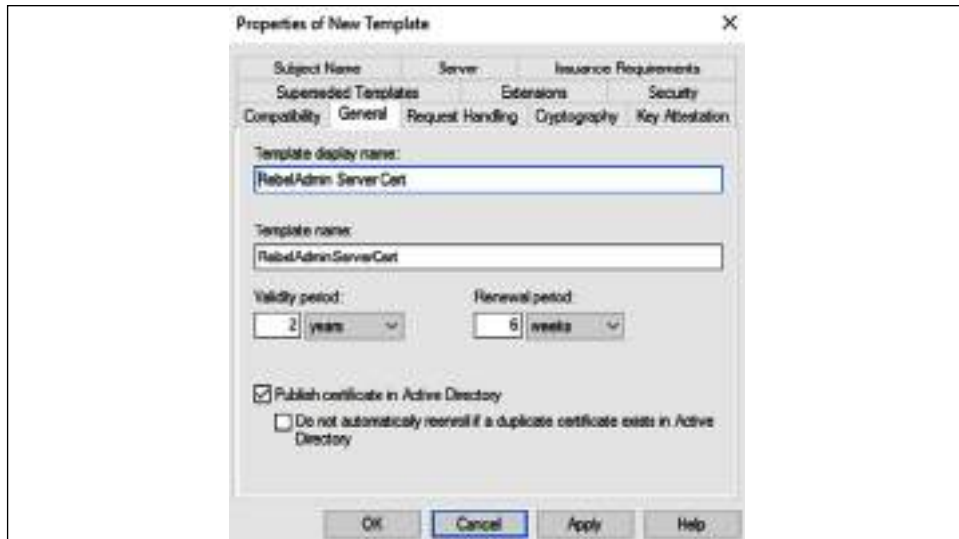 Properties of New Template
Subject Name Server Issuance Requirements
Superseded Templates Extensions Security
Compatibility General Request Handling Cryptography Key Attestation
Template display name:
RebelAdmin Server Cert
Template name:
RebelAdminServerCert
Validity period: Renewal period:
2 years 6 weeks
Publish certificate in Active Directory
Do not automatically reenroll if a duplicate certificate exists in Active
Directory
OK Cancel Apply Help